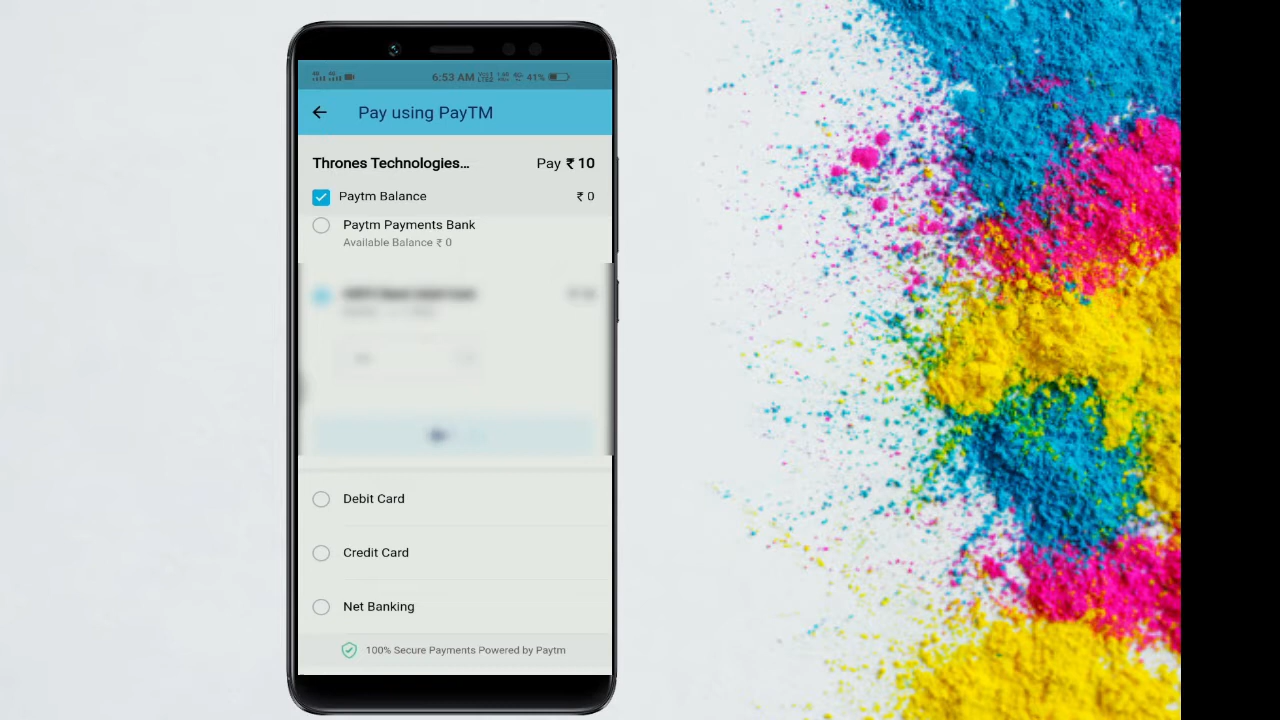 6:53 AM 41%
Pay using PayTM
Thrones Technologies... Pay ₹ 10
Paytm Balance ₹ 0
Paytm Payments Bank
Available Balance ₹ 0
Debit Card
Credit Card
Net Banking
100% Secure Payments Powered by Paytm